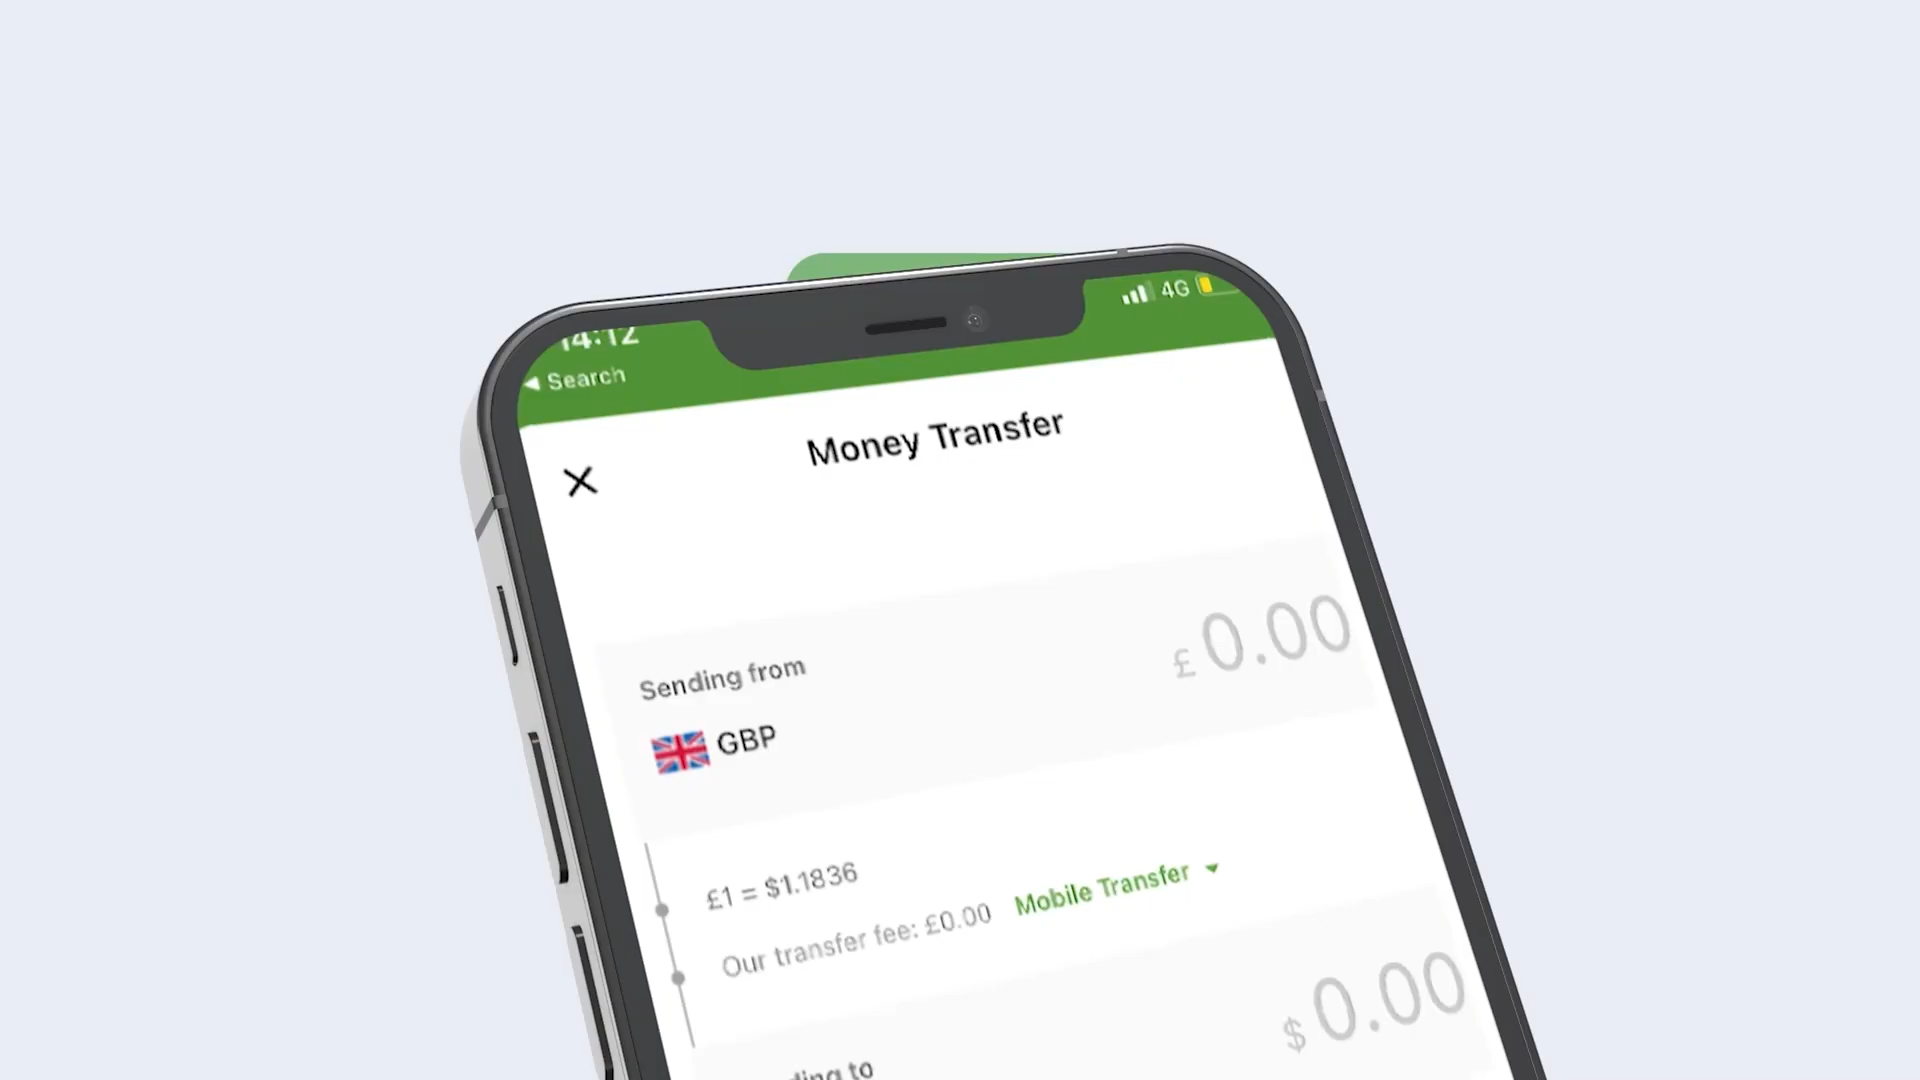 14:12
4G
◀ Search
Money Transfer
£ 0.00
Sending from
GBP
£1 = $1.1836
Our transfer fee: £0.00 Mobile Transfer
$ 0.00
to